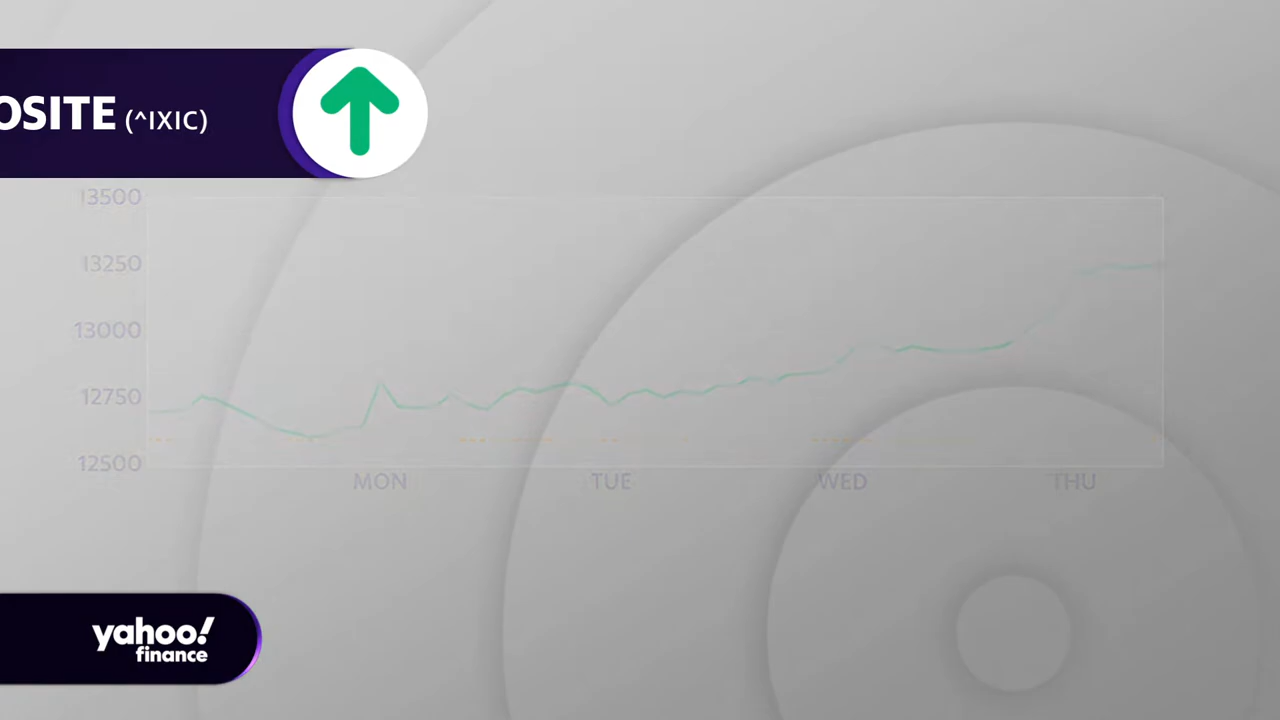 OSITE (^IXIC)
13500
13250
13000
12750
12500
MON TUE WED THU
yahoo!
finance